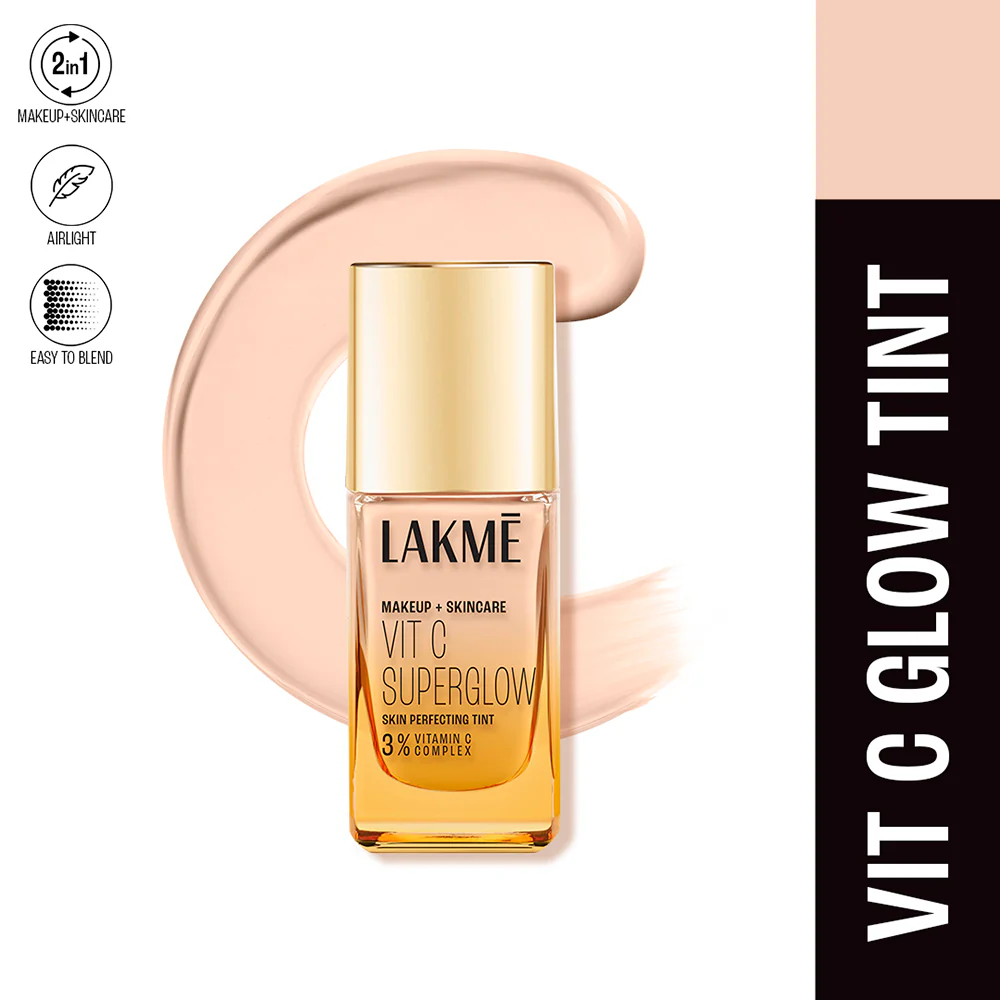 2in1
MAKEUP+SKINCARE
AIRLIGHT
EASY TO BLEND
LAKMĒ
MAKEUP + SKINCARE
VIT C
SUPERGLOW
SKIN PERFECTING TINT
3% VITAMIN C
COMPLEX
VIT C GLOW TINT